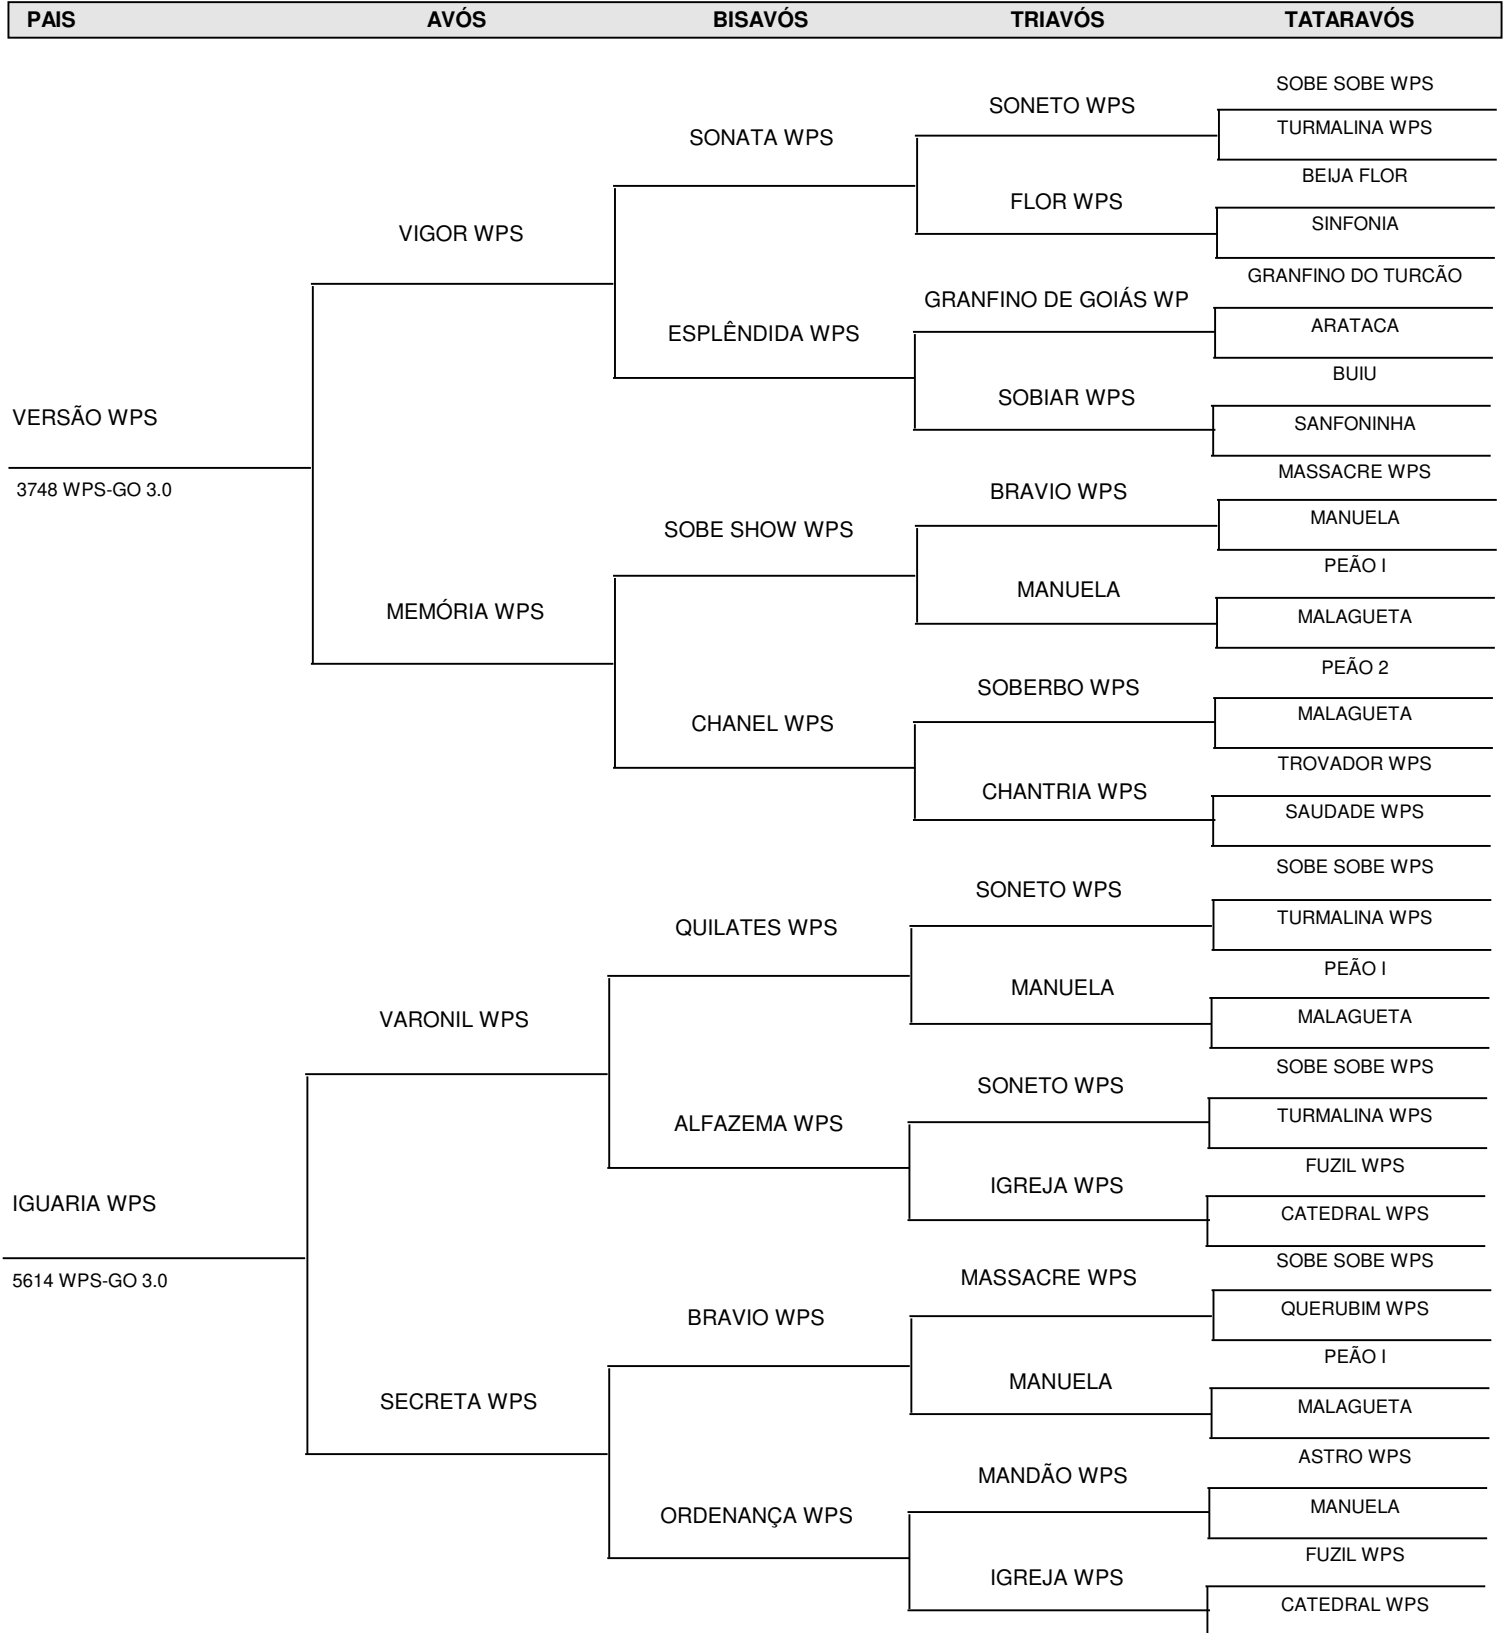 PAIS AVÓS BISAVÓS TRIAVÓS TATARAVÓS
SOBE SOBE WPS
SONETO WPS
TURMALINA WPS
SONATA WPS
BEIJA FLOR
FLOR WPS
SINFONIA
VIGOR WPS
GRANFINO DO TURCÃO
GRANFINO DE GOIÁS WP
ARATACA
ESPLÊNDIDA WPS
BUIU
SOBIAR WPS
SANFONINHA
VERSÃO WPS
MASSACRE WPS
3748 WPS-GO 3.0
BRAVIO WPS
MANUELA
SOBE SHOW WPS
PEÃO I
MANUELA
MALAGUETA
MEMÓRIA WPS
PEÃO 2
SOBERBO WPS
MALAGUETA
CHANEL WPS
TROVADOR WPS
CHANTRIA WPS
SAUDADE WPS
SOBE SOBE WPS
SONETO WPS
TURMALINA WPS
QUILATES WPS
PEÃO I
MANUELA
MALAGUETA
VARONIL WPS
SOBE SOBE WPS
SONETO WPS
TURMALINA WPS
ALFAZEMA WPS
FUZIL WPS
IGREJA WPS
CATEDRAL WPS
IGUARIA WPS
SOBE SOBE WPS
5614 WPS-GO 3.0
MASSACRE WPS
QUERUBIM WPS
BRAVIO WPS
PEÃO I
MANUELA
MALAGUETA
SECRETA WPS
ASTRO WPS
MANDÃO WPS
MANUELA
ORDENANÇA WPS
FUZIL WPS
IGREJA WPS
CATEDRAL WPS